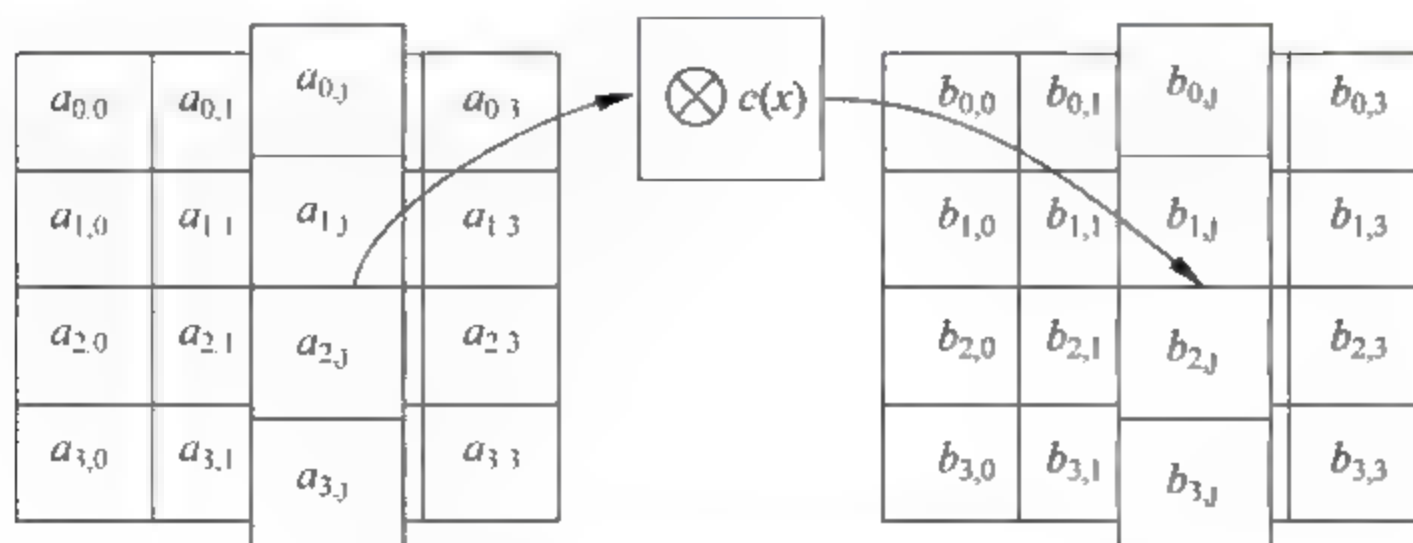 a0,0 a0,1 a0,j a0,3 ⊗ c(x) b0,0 b0,1 b0,j b0,3
a1,0 a1,1 a1,j a1,3 b1,0 b1,1 b1,j b1,3
a2,0 a2,1 a2,j a2,3 b2,0 b2,1 b2,j b2,3
a3,0 a3,1 a3,j a3,3 b3,0 b3,1 b3,j b3,3